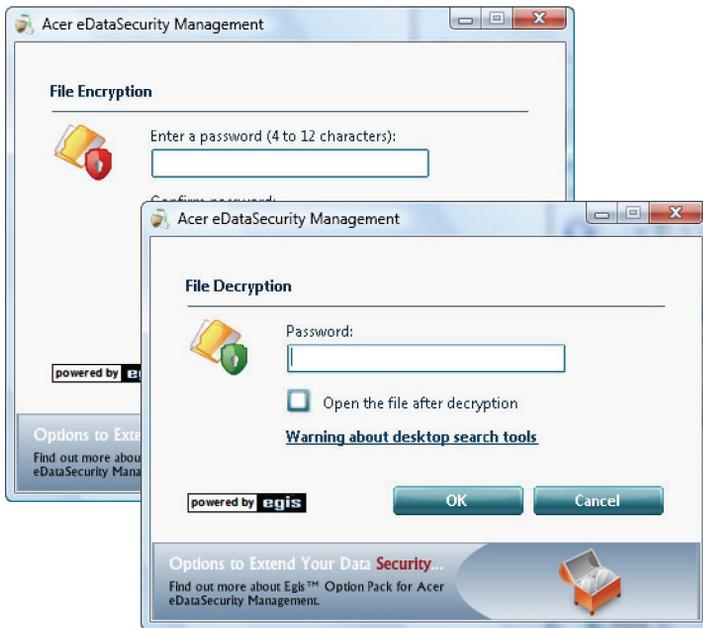 Acer eDataSecurity Management
File Encryption
Enter a password (4 to 12 characters):
Confirm password:
powered by
Options to Exte
Find out more abou
eDataSecurity Mana
Acer eDataSecurity Management
File Decryption
Password:
Open the file after decryption
Warning about desktop search tools
powered by egis
OK
Cancel
Options to Extend Your Data Security...
Find out more about Egis™ Option Pack for Acer
eDataSecurity Management.